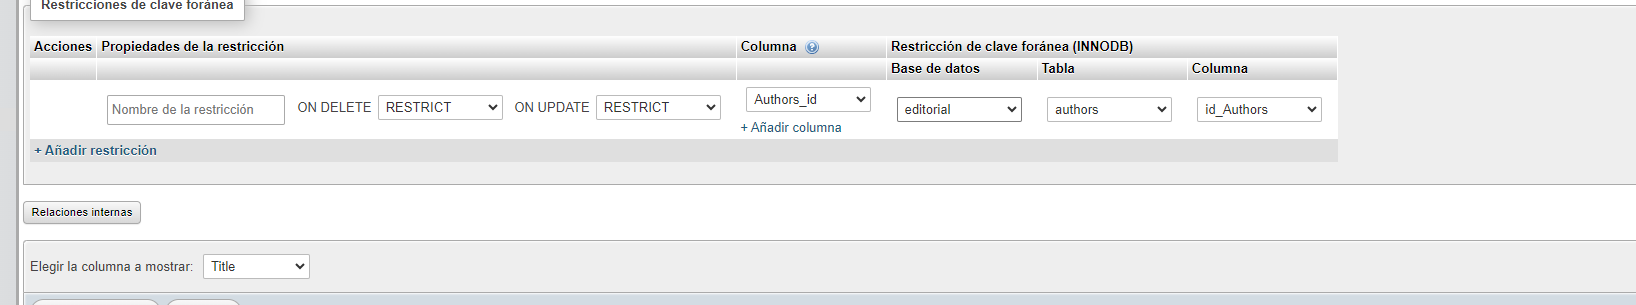 Restricciones de clave foránea
Acciones Propiedades de la restricción Columna Restricción de clave foránea (INNODB)
Base de datos Tabla Columna
Nombre de la restricción ON DELETE RESTRICT ON UPDATE RESTRICT Authors_id editorial authors id_Authors
+ Añadir columna
+ Añadir restricción
Relaciones internas
Elegir la columna a mostrar: Title